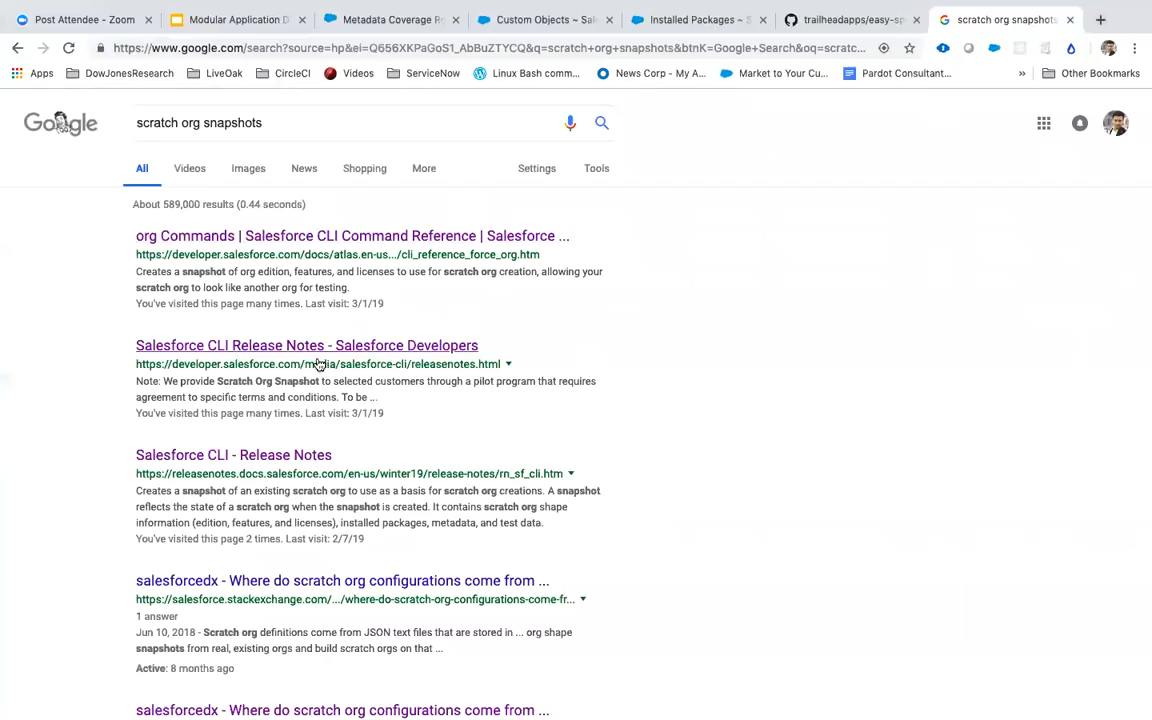 Post Attendee - Zoom
Modular Application D
Metadata Coverage Re
Custom Objects ~ Sal
Installed Packages ~ S
trailheadapps/easy-sp
scratch org snapshots
https://www.google.com/search?source=hp&ei=Q656XKPaGoS1_AbBuZTYCQ&q=scratch+org+snapshots&btnK=Google+Search&oq=scratc...
Apps
DowJonesResearch
LiveOak
CircleCI
Videos
ServiceNow
Linux Bash comm...
News Corp - My A...
Market to Your Cu...
Pardot Consultant...
»
Other Bookmarks
Google
scratch org snapshots
All
Videos
Images
News
Shopping
More
Settings
Tools
About 589,000 results (0.44 seconds)
org Commands | Salesforce CLI Command Reference | Salesforce ...
https://developer.salesforce.com/docs/atlas.en-us.../cli_reference_force_org.htm
Creates a snapshot of org edition, features, and licenses to use for scratch org creation, allowing your
scratch org to look like another org for testing.
You've visited this page many times. Last visit: 3/1/19
Salesforce CLI Release Notes - Salesforce Developers
https://developer.salesforce.com/media/salesforce-cli/releasenotes.html
Note: We provide Scratch Org Snapshot to selected customers through a pilot program that requires
agreement to specific terms and conditions. To be ...
You've visited this page many times. Last visit: 3/1/19
Salesforce CLI - Release Notes
https://releasenotes.docs.salesforce.com/en-us/winter19/release-notes/rn_sf_cli.htm
Creates a snapshot of an existing scratch org to use as a basis for scratch org creations. A snapshot
reflects the state of a scratch org when the snapshot is created. It contains scratch org shape
information (edition, features, and licenses), installed packages, metadata, and test data.
You've visited this page 2 times. Last visit: 2/7/19
salesforcedx - Where do scratch org configurations come from ...
https://salesforce.stackexchange.com/.../where-do-scratch-org-configurations-come-fr...
1 answer
Jun 10, 2018 - Scratch org definitions come from JSON text files that are stored in ... org shape
snapshots from real, existing orgs and build scratch orgs on that ...
Active: 8 months ago
salesforcedx - Where do scratch org configurations come from ...